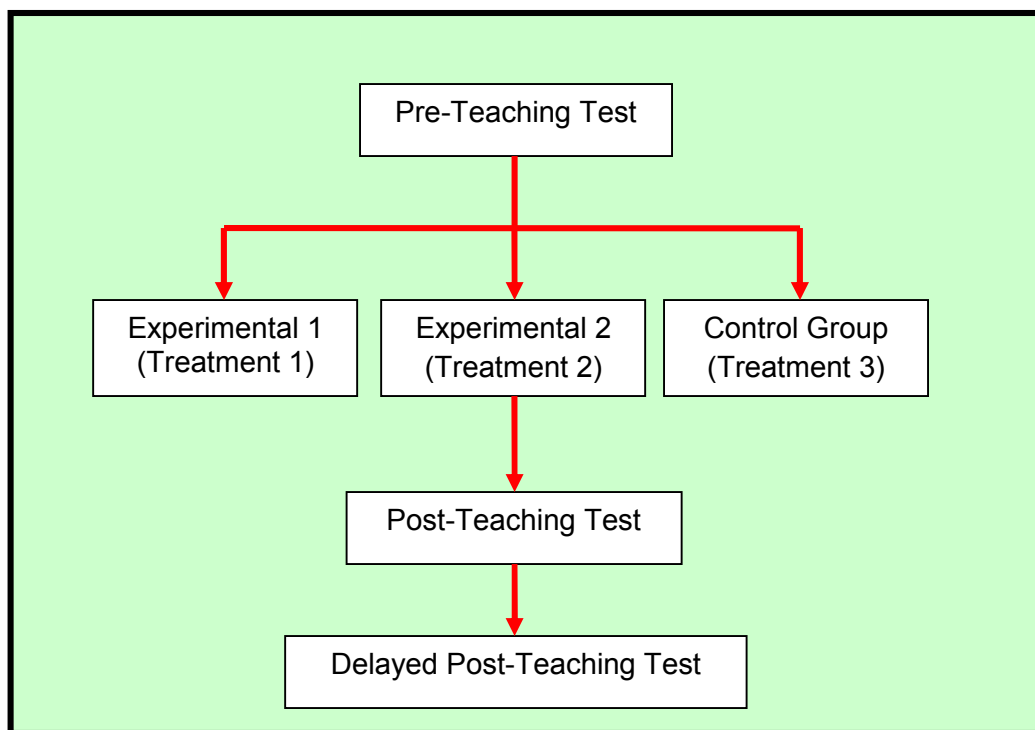 Pre-Teaching Test
Experimental 1
(Treatment 1)
Experimental 2
(Treatment 2)
Control Group
(Treatment 3)
Post-Teaching Test
Delayed Post-Teaching Test